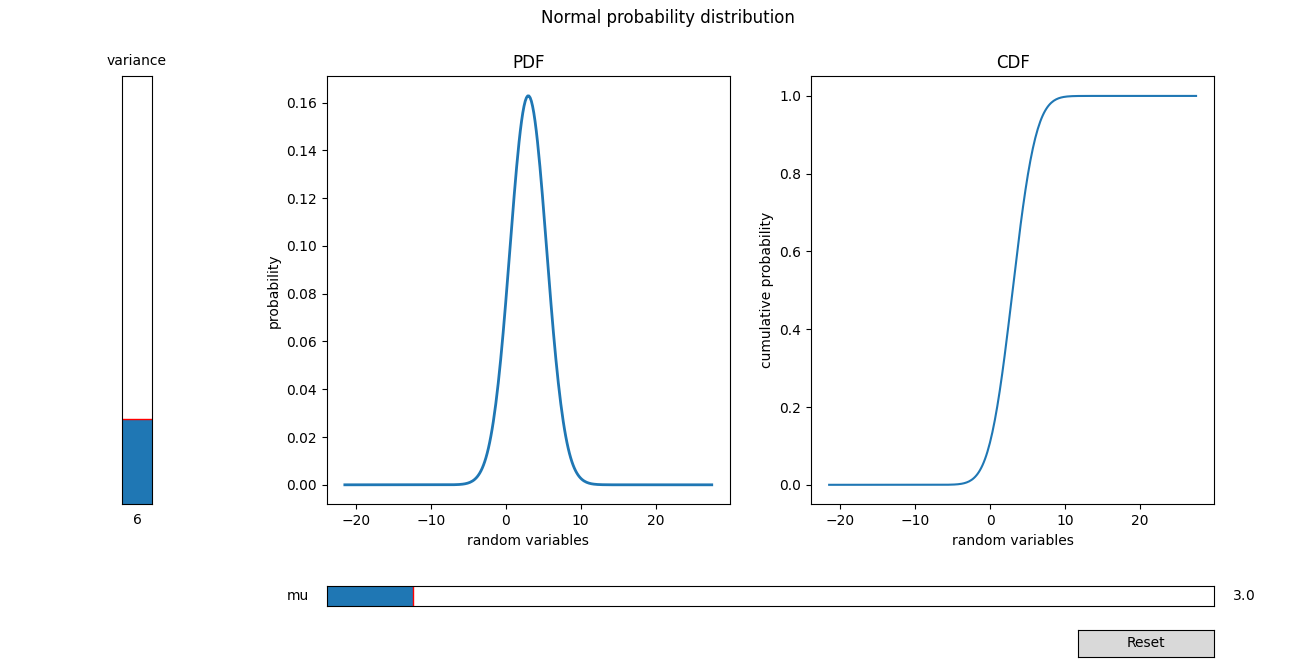 Normal probability distribution
variance
6
PDF
probability
0.16
0.14
0.12
0.10
0.08
0.06
0.04
0.02
0.00
−20 −10 0 10 20
random variables
CDF
cumulative probability
1.0
0.8
0.6
0.4
0.2
0.0
−20 −10 0 10 20
random variables
mu 3.0
Reset